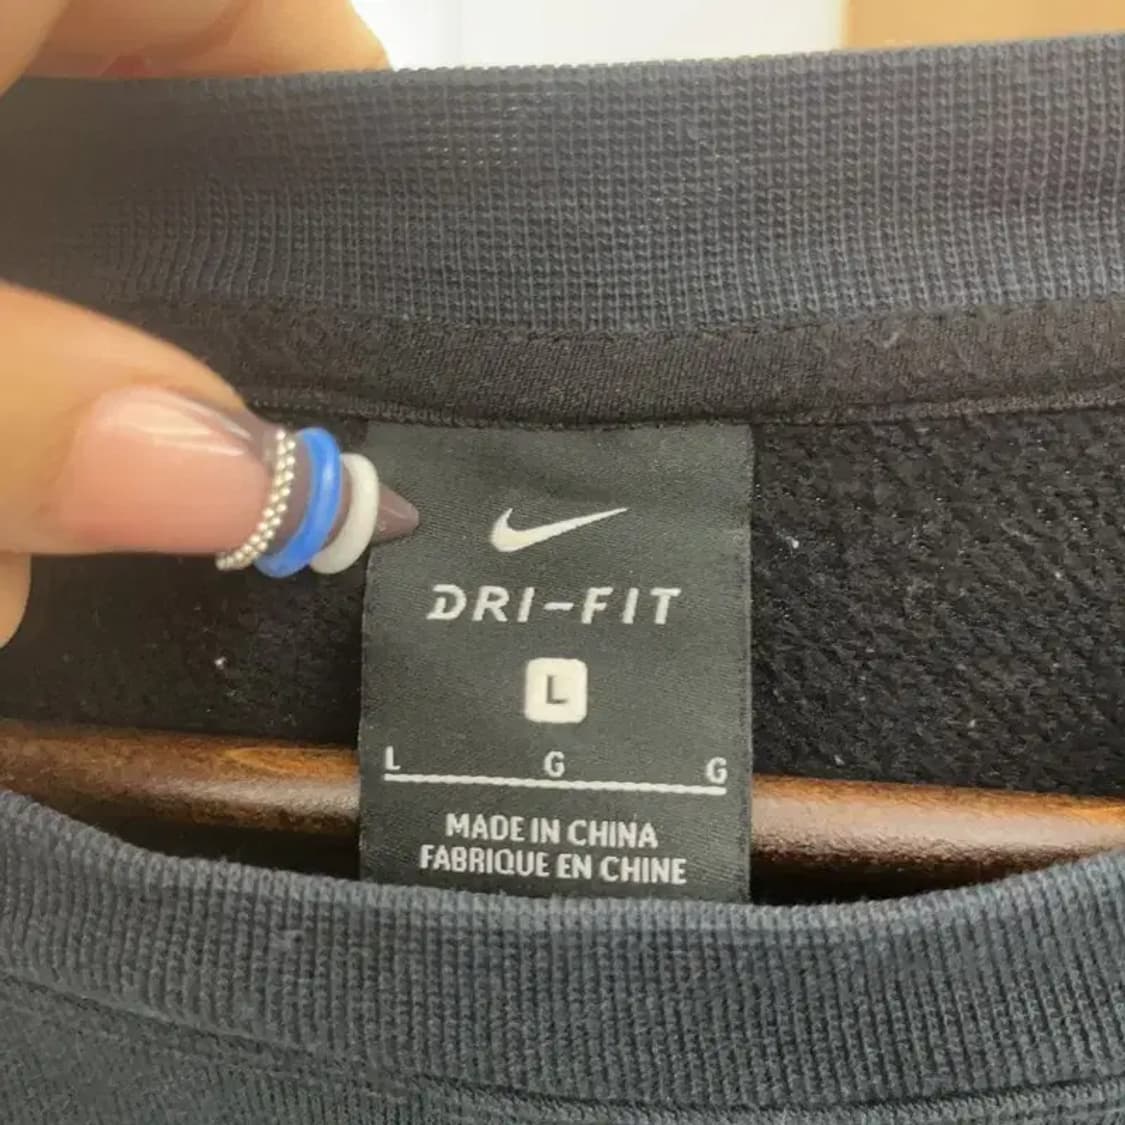 DRI-FIT
L
L G G
MADE IN CHINA
FABRIQUE EN CHINE